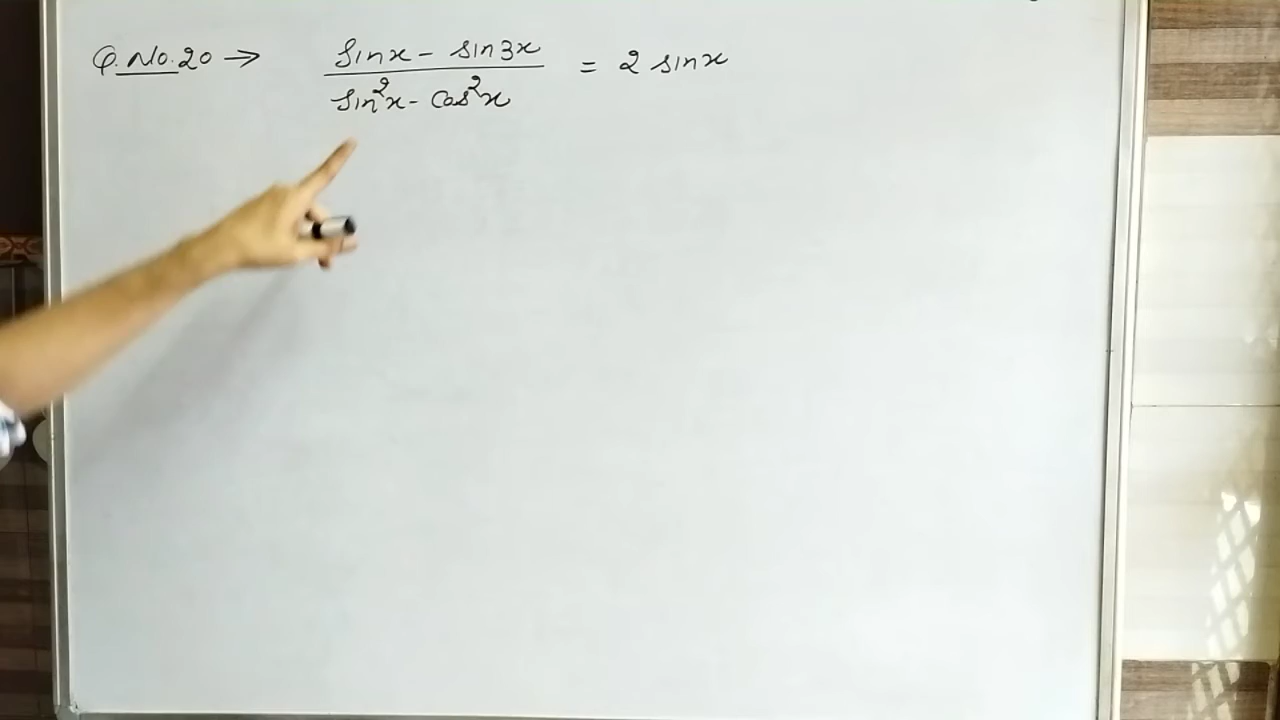 Q. No. 20 → (sinx - sin3x)/(sin²x - cos²x) = 2 sinx